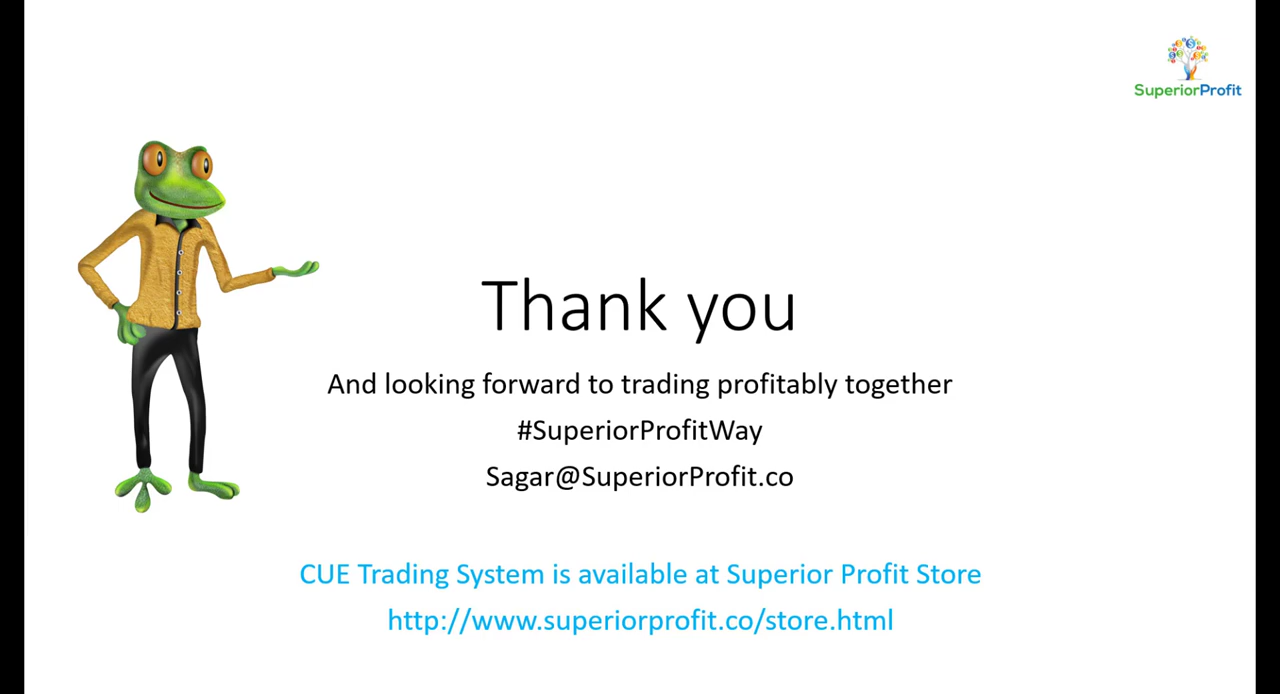 SuperiorProfit
Thank you
And looking forward to trading profitably together
#SuperiorProfitWay
Sagar@SuperiorProfit.co
CUE Trading System is available at Superior Profit Store
http://www.superiorprofit.co/store.html